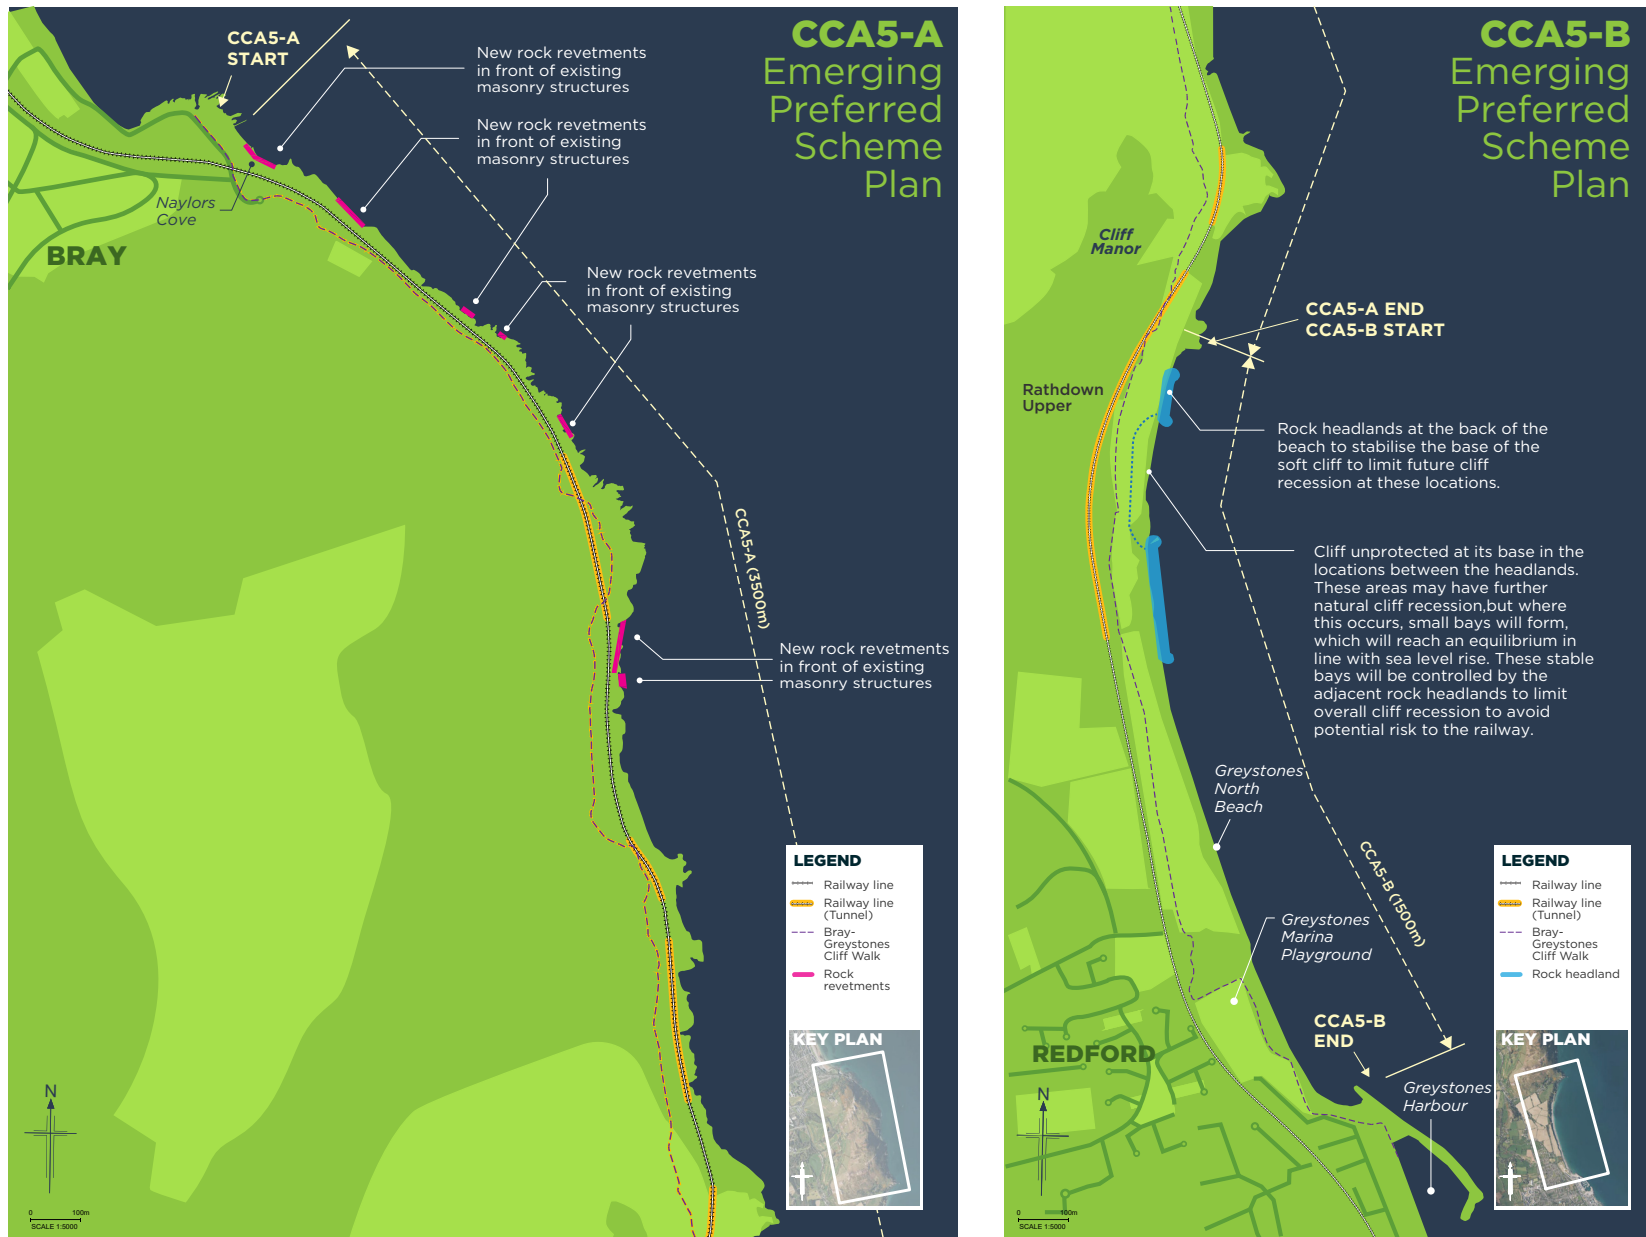 CCA5-A
START
New rock revetments
in front of existing
masonry structures
CCA5-A
Emerging
Preferred
Scheme
Plan
New rock revetments
in front of existing
masonry structures
Naylors
Cove
BRAY
New rock revetments
in front of existing
masonry structures
CCA5-A (3500m)
New rock revetments
in front of existing
masonry structures
LEGEND
Railway line
Railway line
(Tunnel)
Bray-
Greystones
Cliff Walk
Rock
revetments
KEY PLAN
N
0 100m
SCALE 1:5000
CCA5-B
Emerging
Preferred
Scheme
Plan
Cliff
Manor
CCA5-A END
CCA5-B START
Rathdown
Upper
Rock headlands at the back of the
beach to stabilise the base of the
soft cliff to limit future cliff
recession at these locations.
Cliff unprotected at its base in the
locations between the headlands.
These areas may have further
natural cliff recession,but where
this occurs, small bays will form,
which will reach an equilibrium in
line with sea level rise. These stable
bays will be controlled by the
adjacent rock headlands to limit
overall cliff recession to avoid
potential risk to the railway.
Greystones
North
Beach
CCA5-B (1500m)
Greystones
Marina
Playground
CCA5-B
END
REDFORD
Greystones
Harbour
LEGEND
Railway line
Railway line
(Tunnel)
Bray-
Greystones
Cliff Walk
Rock headland
KEY PLAN
N
0 100m
SCALE 1:5000